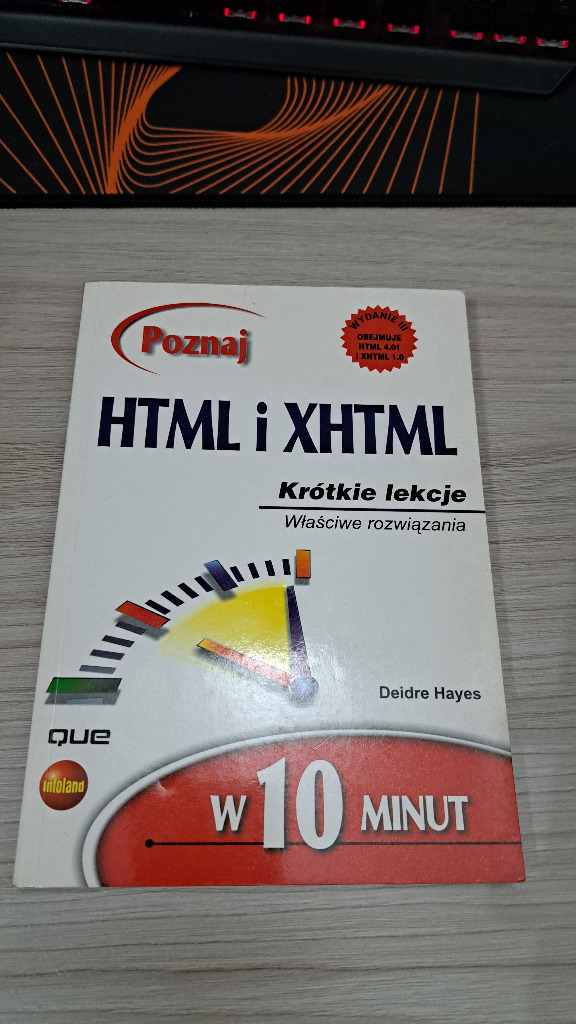 Poznaj
WYDANIE III
OBEJMUJE
HTML 4.01
i XHTML 1.0
HTML i XHTML
Krótkie lekcje
Właściwe rozwiązania
Deidre Hayes
que
Infoland
W 10 MINUT